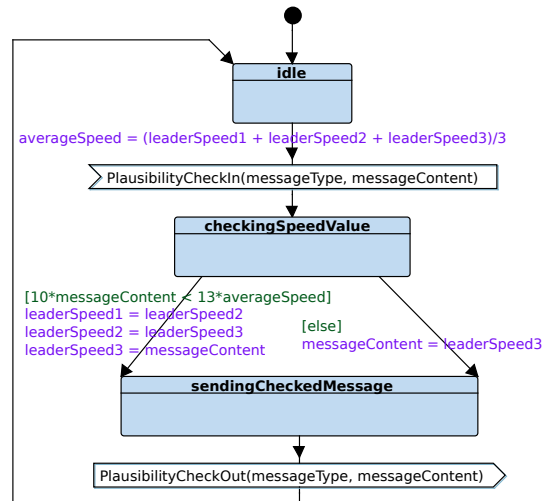 idle
averageSpeed = (leaderSpeed1 + leaderSpeed2 + leaderSpeed3)/3
PlausibilityCheckIn(messageType, messageContent)
checkingSpeedValue
[10*messageContent < 13*averageSpeed]
leaderSpeed1 = leaderSpeed2
leaderSpeed2 = leaderSpeed3
leaderSpeed3 = messageContent
[else]
messageContent = leaderSpeed3
sendingCheckedMessage
PlausibilityCheckOut(messageType, messageContent)